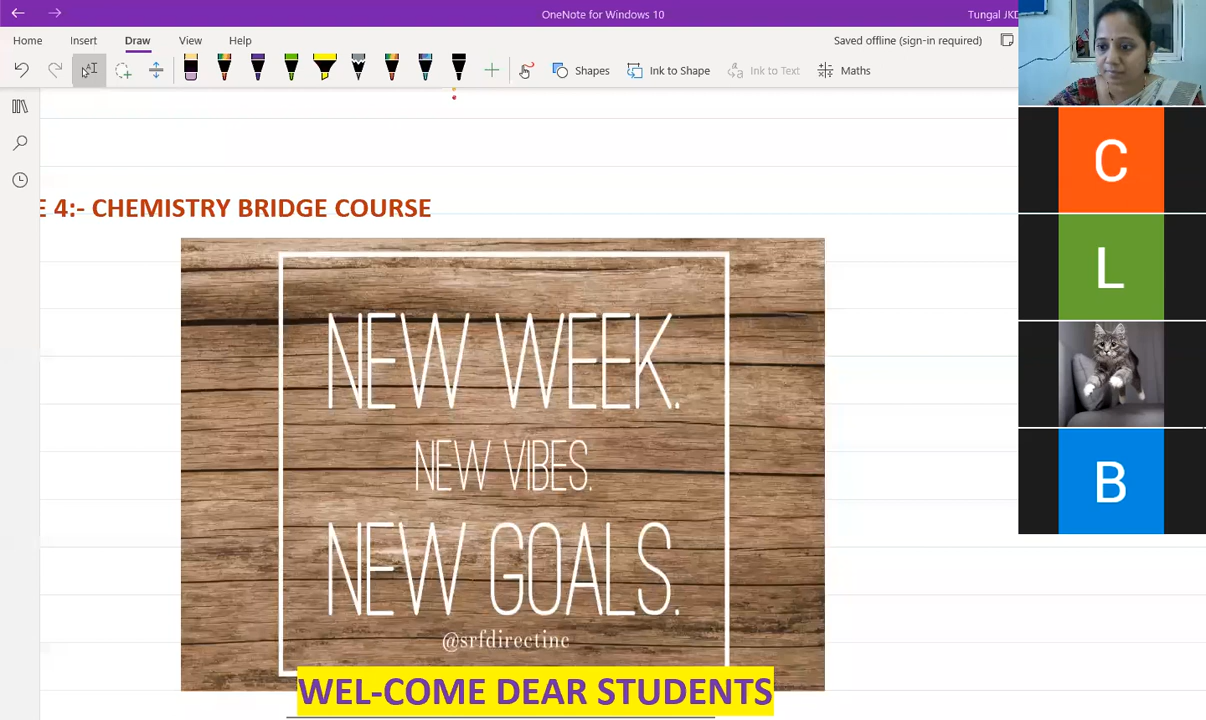 OneNote for Windows 10
Tungal JKD
Home Insert Draw View Help
Saved offline (sign-in required)
Shapes Ink to Shape Ink to Text Maths
E 4:- CHEMISTRY BRIDGE COURSE
NEW WEEK.
NEW VIBES.
NEW GOALS.
@srfdirectinc
WEL-COME DEAR STUDENTS
C
L
B